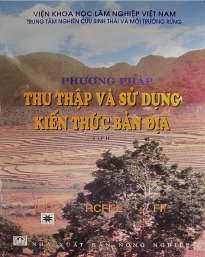 VIỆN KHOA HỌC LÂM NGHIỆP VIỆT NAM
TRUNG TÂM NGHIÊN CỨU SINH THÁI VÀ MÔI TRƯỜNG RỪNG
PHƯƠNG PHÁP
THU THẬP VÀ SỬ DỤNG
KIẾN THỨC BẢN ĐỊA
TẬP II
RCFEE
NHÀ XUẤT BẢN NÔNG NGHIỆP